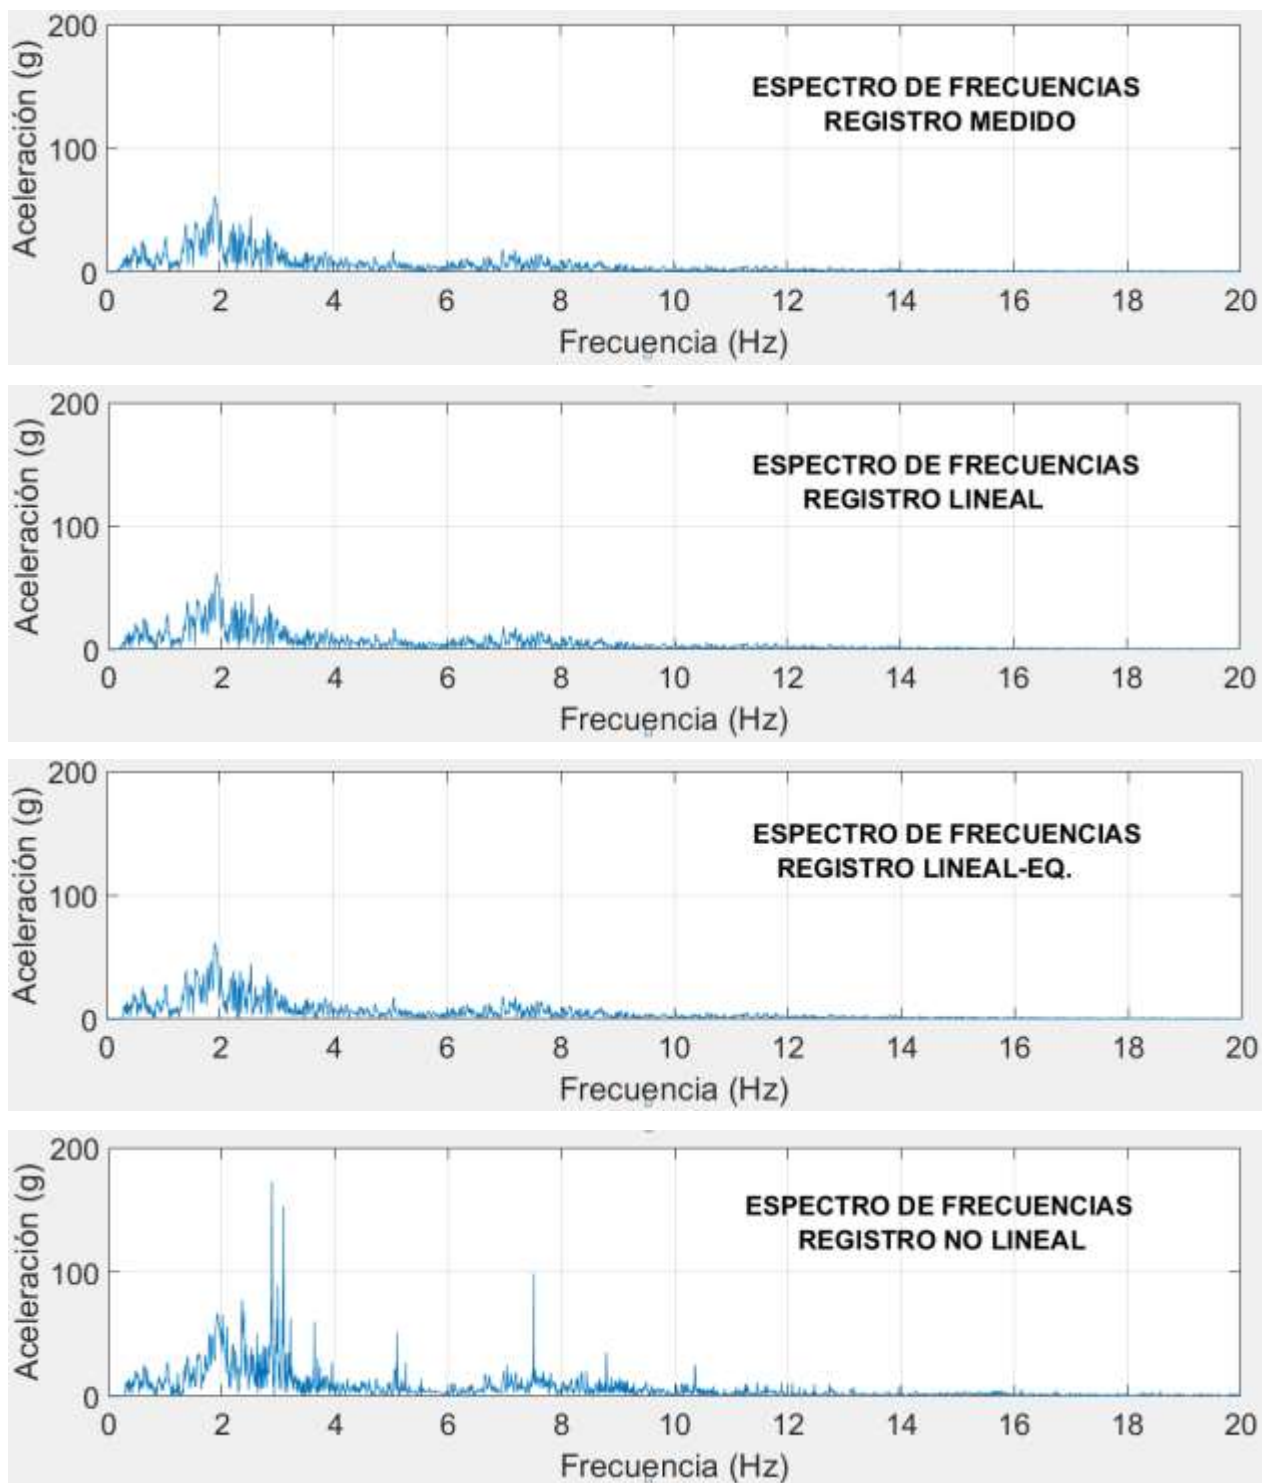 200
100
0
Aceleración (g)
ESPECTRO DE FRECUENCIAS
REGISTRO MEDIDO
0 2 4 6 8 10 12 14 16 18 20
Frecuencia (Hz)
200
100
0
Aceleración (g)
ESPECTRO DE FRECUENCIAS
REGISTRO LINEAL
0 2 4 6 8 10 12 14 16 18 20
Frecuencia (Hz)
200
100
0
Aceleración (g)
ESPECTRO DE FRECUENCIAS
REGISTRO LINEAL-EQ.
0 2 4 6 8 10 12 14 16 18 20
Frecuencia (Hz)
200
100
0
Aceleración (g)
ESPECTRO DE FRECUENCIAS
REGISTRO NO LINEAL
0 2 4 6 8 10 12 14 16 18 20
Frecuencia (Hz)